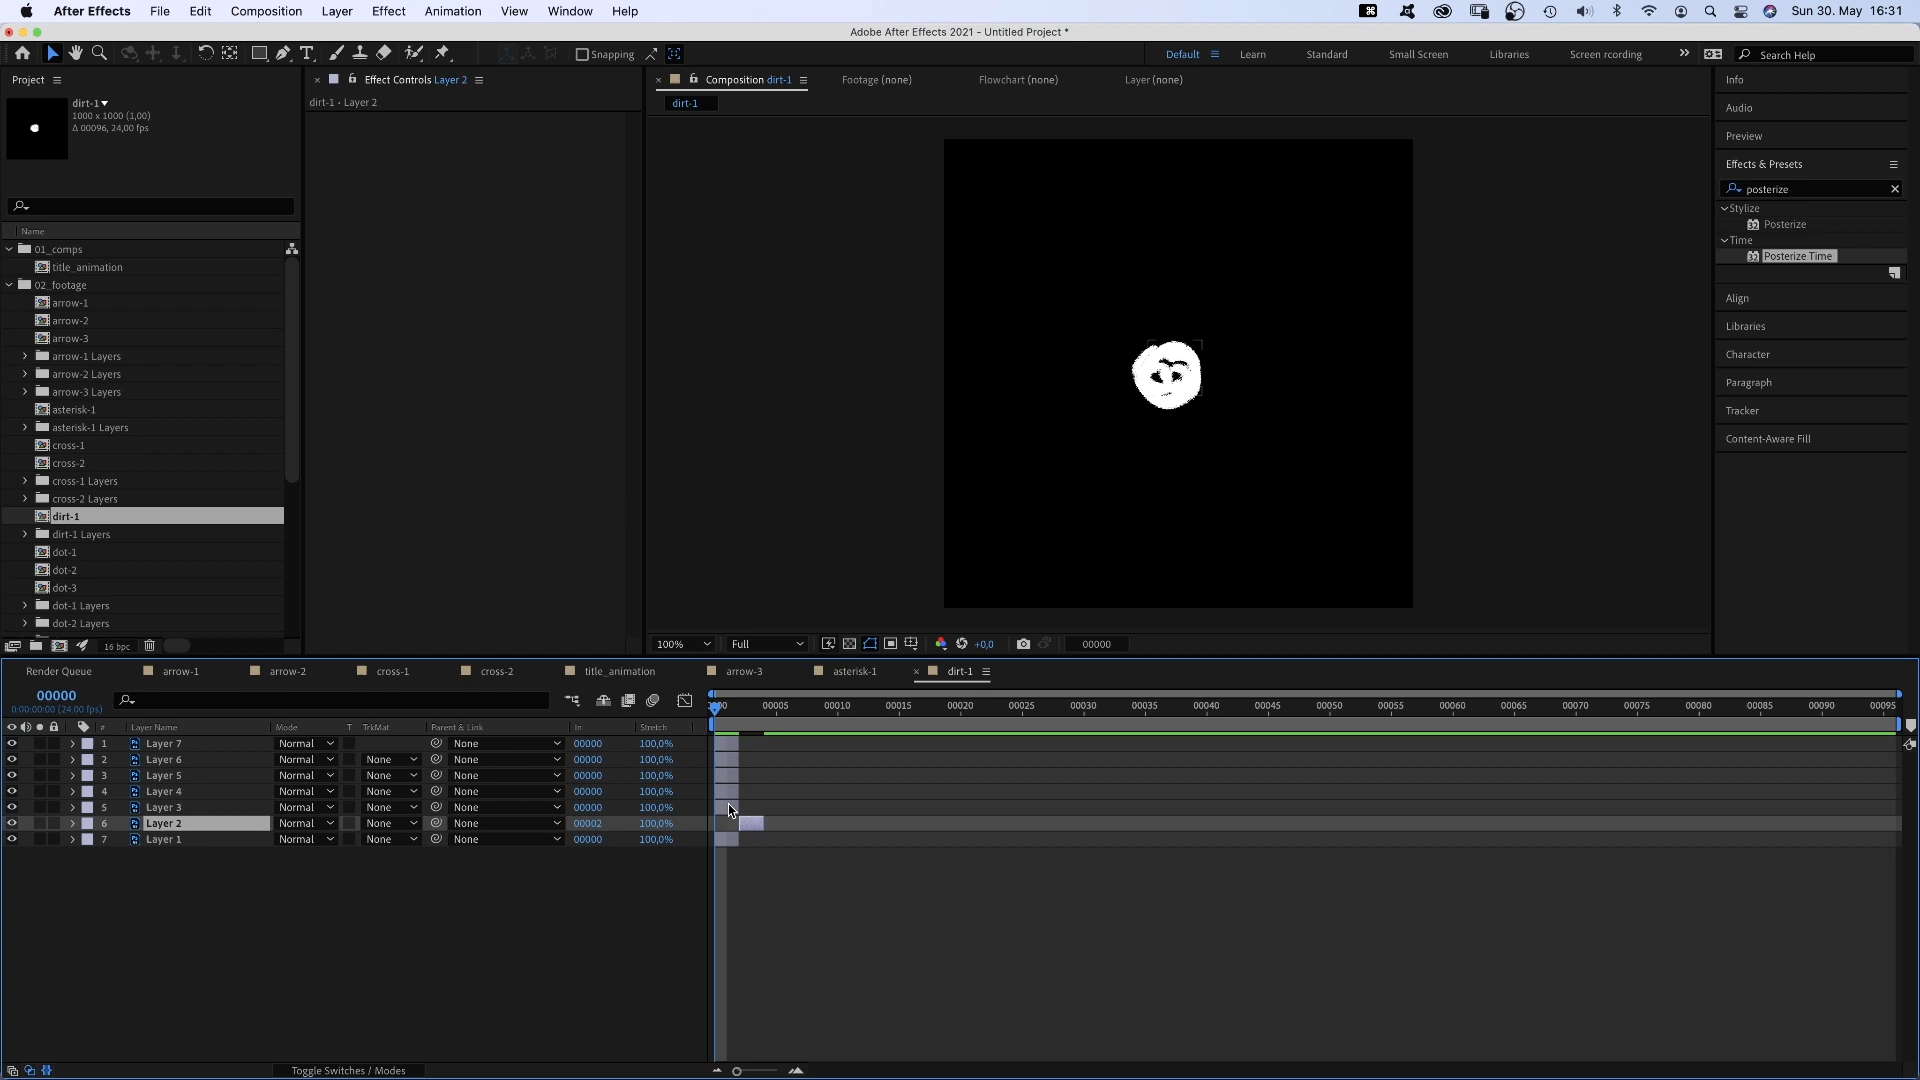 After Effects File Edit Composition Layer Effect Animation View Window Help Sun 30. May 16:31
Adobe After Effects 2021 - Untitled Project *
Snapping Default Learn Standard Small Screen Libraries Screen rcording Search Help
Project
Effect Controls Layer 2
Composition dirt-1 Footage (none) Flowchart (none) Layer (none)
Info
dirt-1
1000 x 1000 (1,00)
Δ 00096, 24,00 fps
dirt-1 • Layer 2
dirt-1
Audio
Preview
Effects & Presets
posterize
Stylize
32 Posterize
Time
32 Posterize Time
Align
Libraries
Character
Paragraph
Tracker
Content-Aware Fill
Name
01_comps
title_animation
02_footage
arrow-1
arrow-2
arrow-3
arrow-1 Layers
arrow-2 Layers
arrow-3 Layers
asterisk-1
asterisk-1 Layers
cross-1
cross-2
cross-1 Layers
cross-2 Layers
dirt-1
dirt-1 Layers
dot-1
dot-2
dot-3
dot-1 Layers
dot-2 Layers
16 bpc
100% Full +0,0 00000
Render Queue arrow-1 arrow-2 cross-1 cross-2 title_animation arrow-3 asterisk-1 dirt-1
00000
0:00:00:00 (24.00 fps)
00005 00010 00015 00020 00025 00030 00035 00040 00045 00050 00055 00060 00065 00070 00075 00080 00085 00090 00095
# Layer Name Mode T TrkMat Parent & Link In Stretch
1 Layer 7 Normal None 00000 100,0%
2 Layer 6 Normal None None 00000 100,0%
3 Layer 5 Normal None None 00000 100,0%
4 Layer 4 Normal None None 00000 100,0%
5 Layer 3 Normal None None 00000 100,0%
6 Layer 2 Normal None None 00002 100,0%
7 Layer 1 Normal None None 00000 100,0%
Toggle Switches / Modes